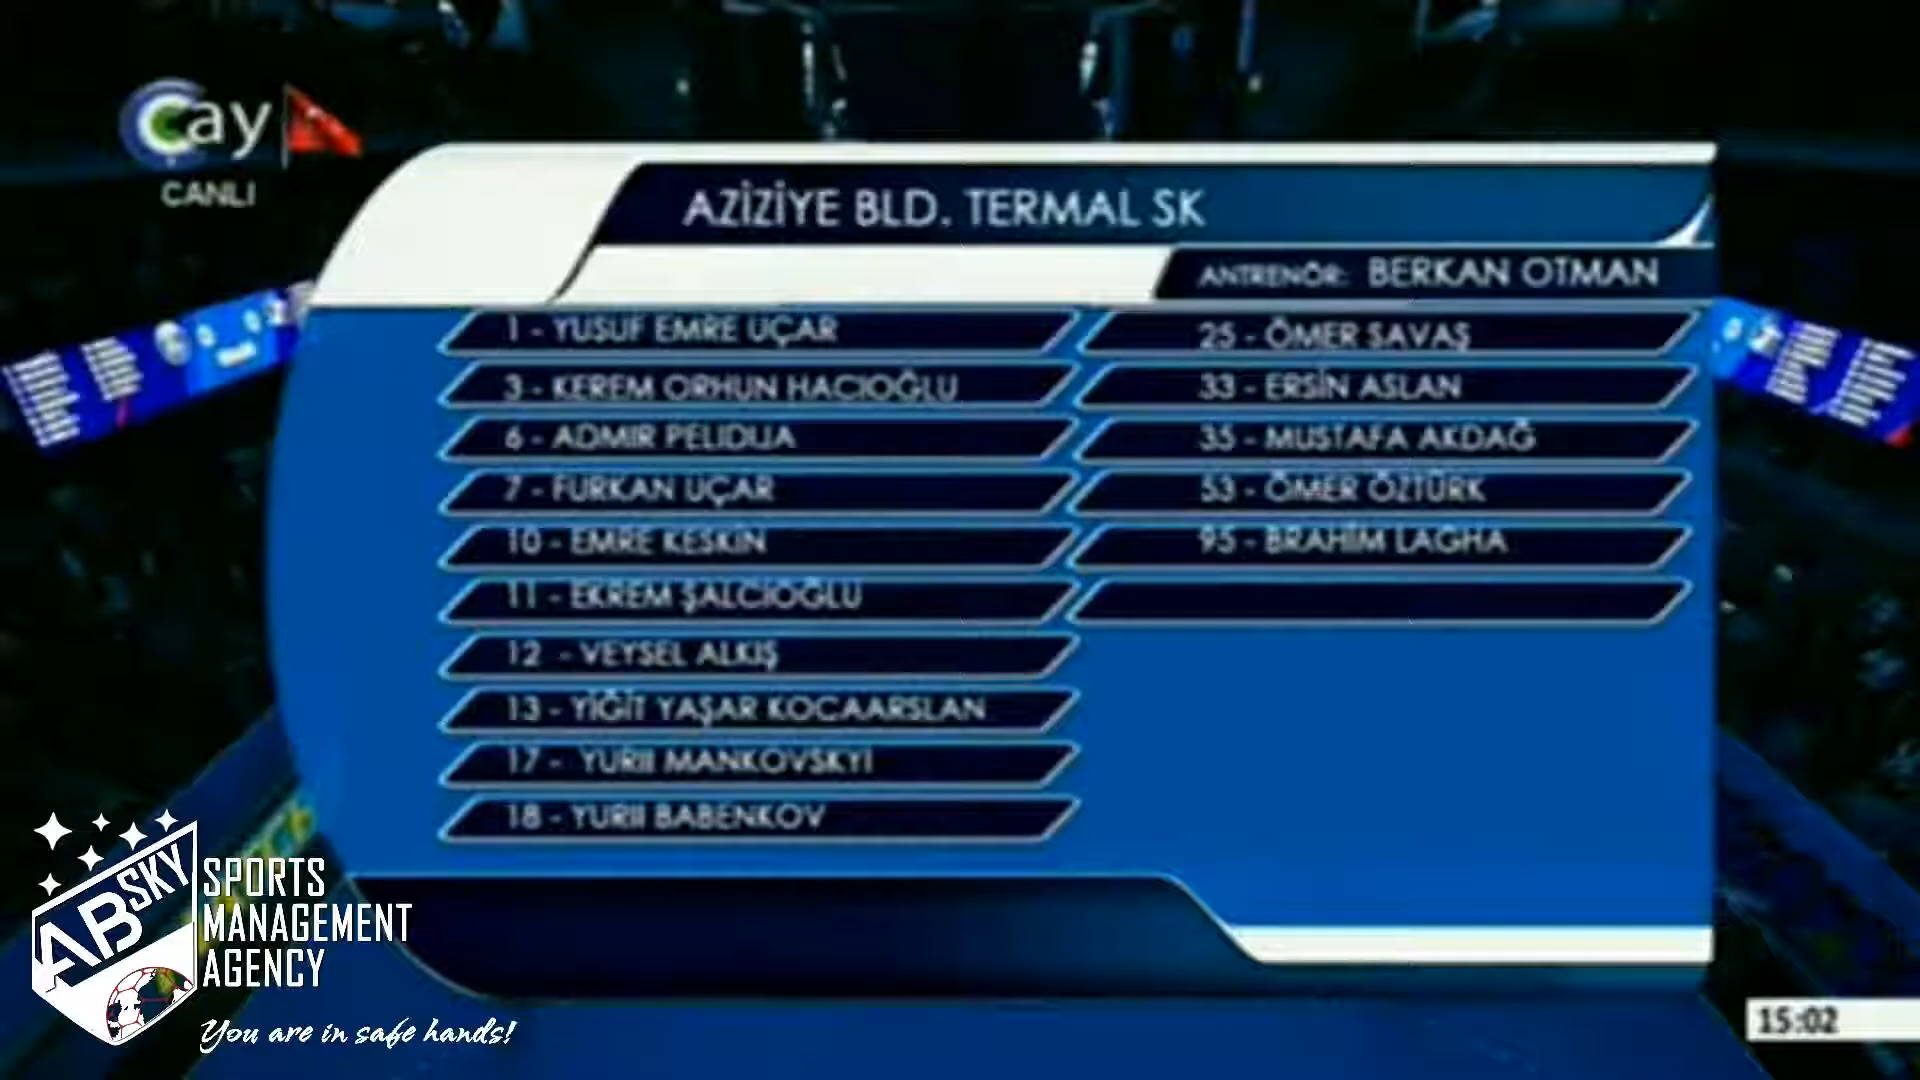 Çay
CANLI
AZİZİYE BLD. TERMAL SK
ANTRENÖR: BERKAN OTMAN
1 - YUSUF EMRE UÇAR
3 - KEREM ORHUN HACIOĞLU
6 - ADMIR PELIDIJA
7 - FURKAN UÇAR
10 - EMRE KESKİN
11 - EKREM ŞALCIOĞLU
12 - VEYSEL ALKIŞ
13 - YİĞİT YAŞAR KOCAARSLAN
17 - YURII MANKOVSKYI
18 - YURII BABENKOV
25 - ÖMER SAVAŞ
33 - ERSİN ASLAN
35 - MUSTAFA AKDAĞ
53 - ÖMER ÖZTÜRK
95 - BRAHİM LAGHA
AB SKY
SPORTS
MANAGEMENT
AGENCY
You are in safe hands!
15:02